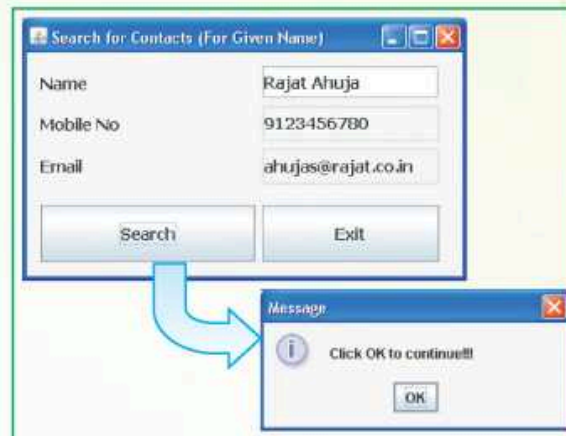 Search for Contacts (For Given Name)
Name Rajat Ahuja
Mobile No 9123456780
Email ahujas@rajat.co.in
Search Exit
Message
Click OK to continue!!!
OK